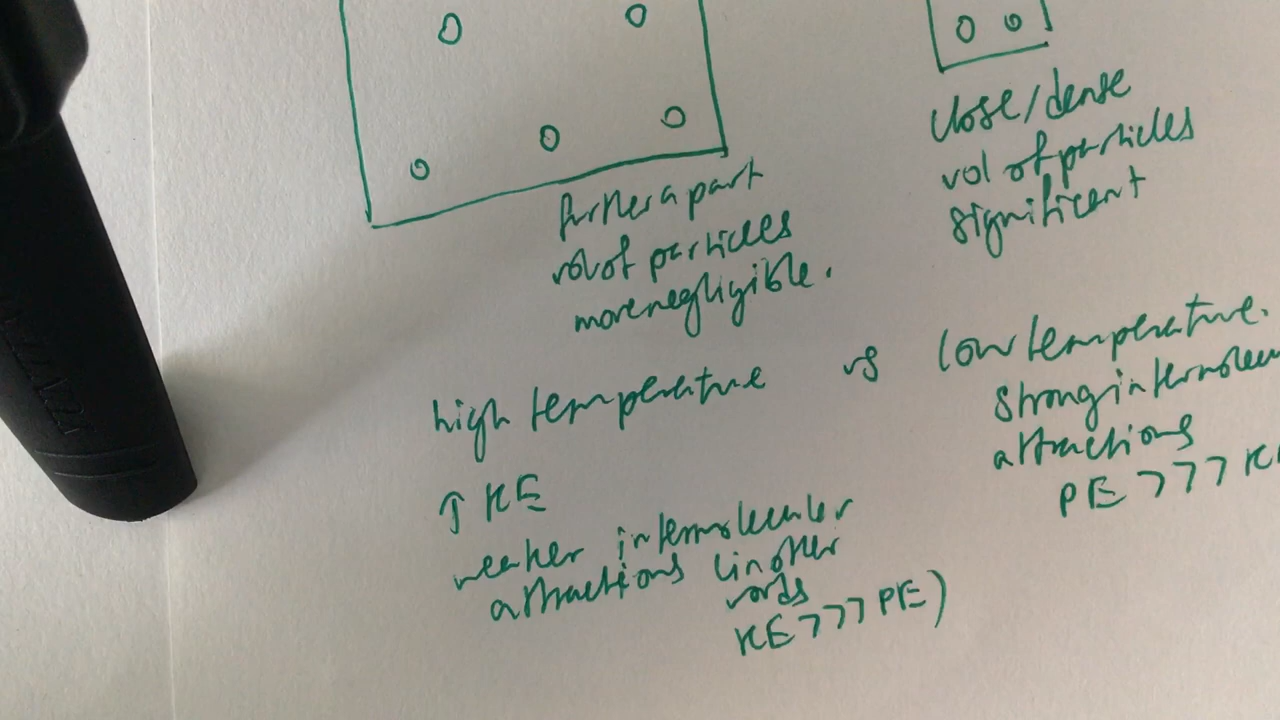 further apart
vol of particles
more negligible.
close/dense
vol of particles
significant
high temperature vs low temperature.
↑ KE
weaker intermolecular
attractions (in other
words
KE >>> PE)
strong intermolecu
attractions
PE >>> KE